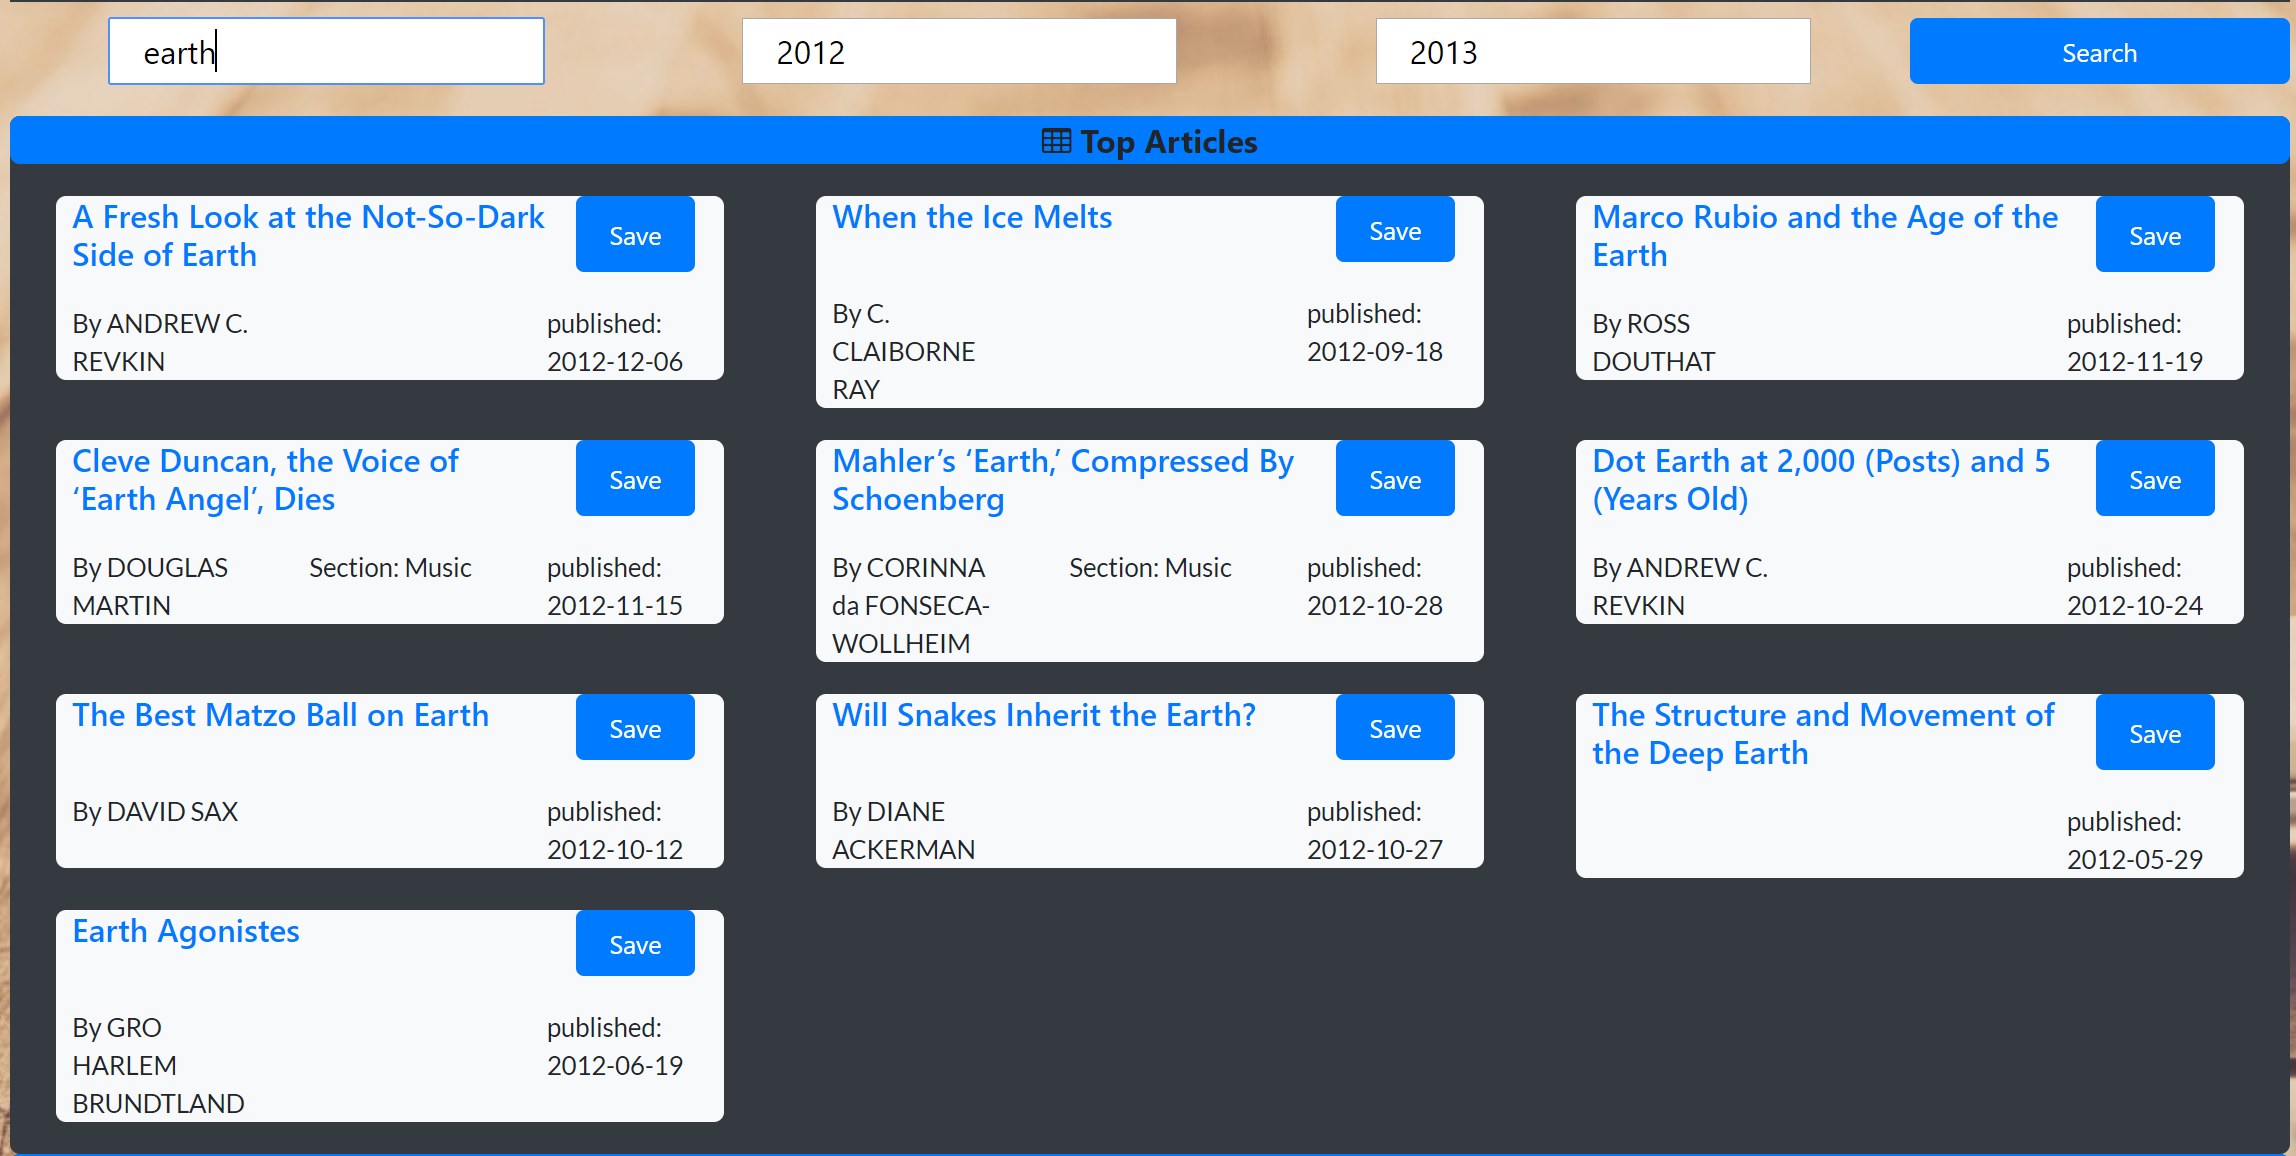 earth
2012
2013
Search
Top Articles
A Fresh Look at the Not-So-Dark
Side of Earth
Save
By ANDREW C.
REVKIN
published:
2012-12-06
When the Ice Melts
Save
By C.
CLAIBORNE
RAY
published:
2012-09-18
Marco Rubio and the Age of the
Earth
Save
By ROSS
DOUTHAT
published:
2012-11-19
Cleve Duncan, the Voice of
‘Earth Angel’, Dies
Save
By DOUGLAS
MARTIN
Section: Music
published:
2012-11-15
Mahler’s ‘Earth,’ Compressed By
Schoenberg
Save
By CORINNA
da FONSECA-
WOLLHEIM
Section: Music
published:
2012-10-28
Dot Earth at 2,000 (Posts) and 5
(Years Old)
Save
By ANDREW C.
REVKIN
published:
2012-10-24
The Best Matzo Ball on Earth
Save
By DAVID SAX
published:
2012-10-12
Will Snakes Inherit the Earth?
Save
By DIANE
ACKERMAN
published:
2012-10-27
The Structure and Movement of
the Deep Earth
Save
published:
2012-05-29
Earth Agonistes
Save
By GRO
HARLEM
BRUNDTLAND
published:
2012-06-19